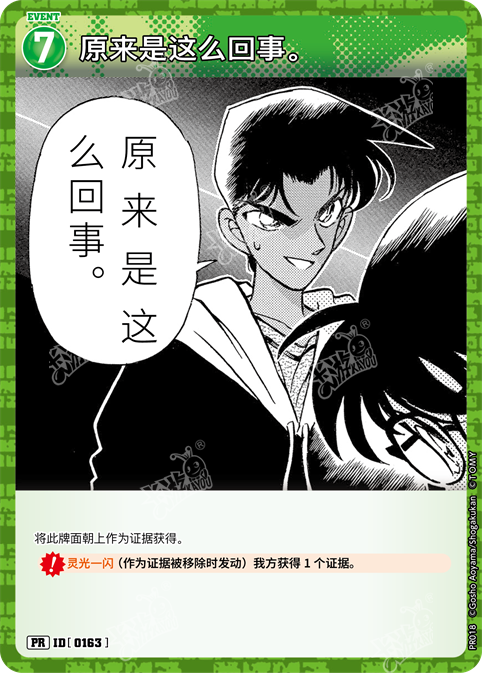 EVENT
7
原来是这么回事。
原来是这
么回事。
将此牌面朝上作为证据获得。
灵光一闪（作为证据被移除时发动）我方获得 1 个证据。
PR ID[ 0163 ]
PR018 ©Gosho Aoyama/Shogakukan ©TOMY